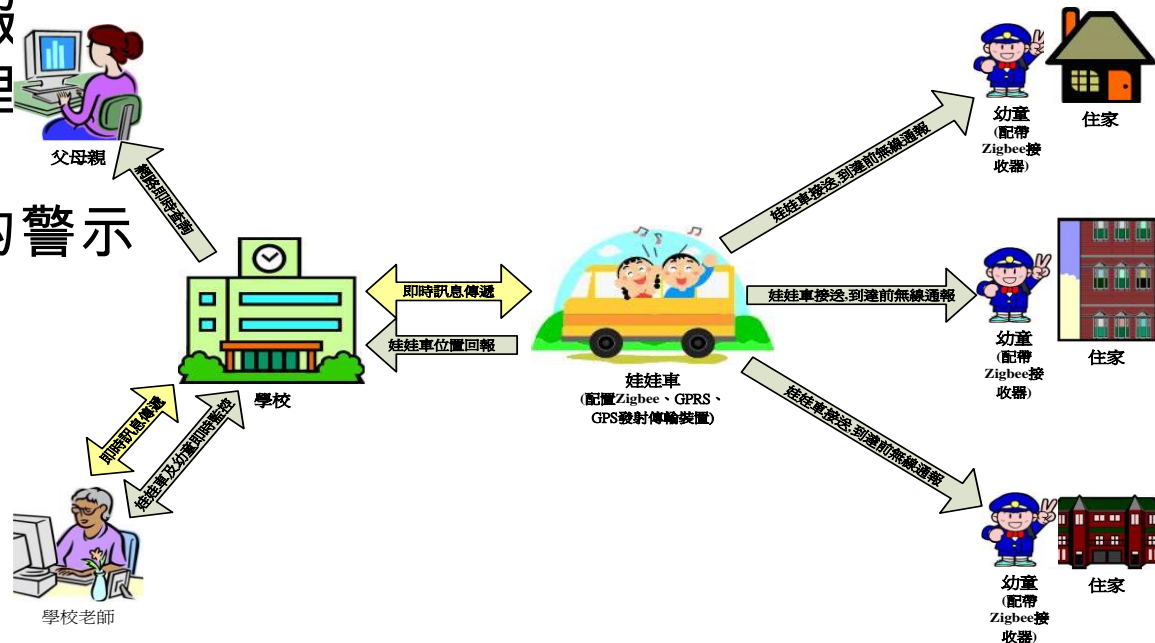 報
理
的警示
父母親
網路即時查詢
學校
即時訊息傳遞
娃娃車位置回報
即時訊息傳遞
娃娃車及幼童即時監控
學校老師
娃娃車
(配置Zigbee、GPRS、
GPS發射傳輸裝置)
娃娃車接送,到達前無線通報
娃娃車接送,到達前無線通報
娃娃車接送,到達前無線通報
幼童
(配帶
Zigbee接
收器)
住家
幼童
(配帶
Zigbee接
收器)
住家
幼童
(配帶
Zigbee接
收器)
住家